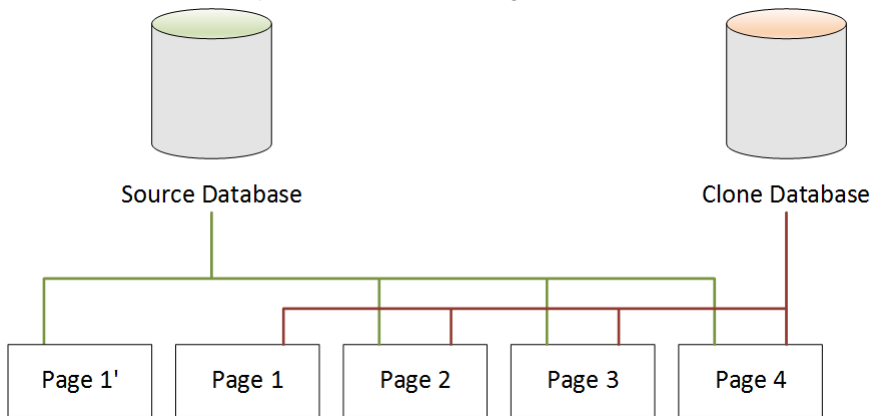 Source Database
Clone Database
Page 1'
Page 1
Page 2
Page 3
Page 4